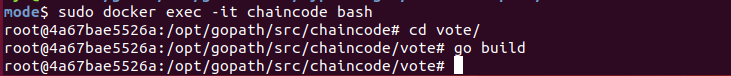 mode$ sudo docker exec -it chaincode bash
root@4a67bae5526a:/opt/gopath/src/chaincode# cd vote/
root@4a67bae5526a:/opt/gopath/src/chaincode/vote# go build
root@4a67bae5526a:/opt/gopath/src/chaincode/vote#